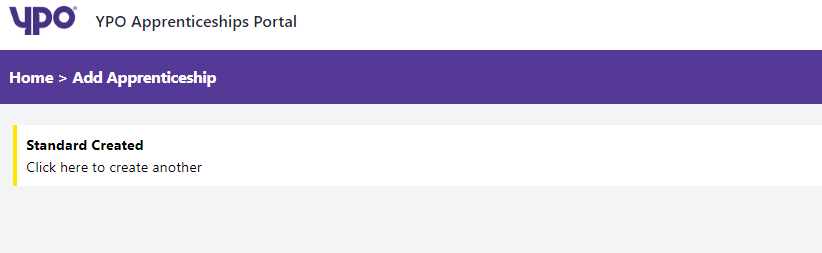 ypo
YPO Apprenticeships Portal
Home > Add Apprenticeship
Standard Created
Click here to create another